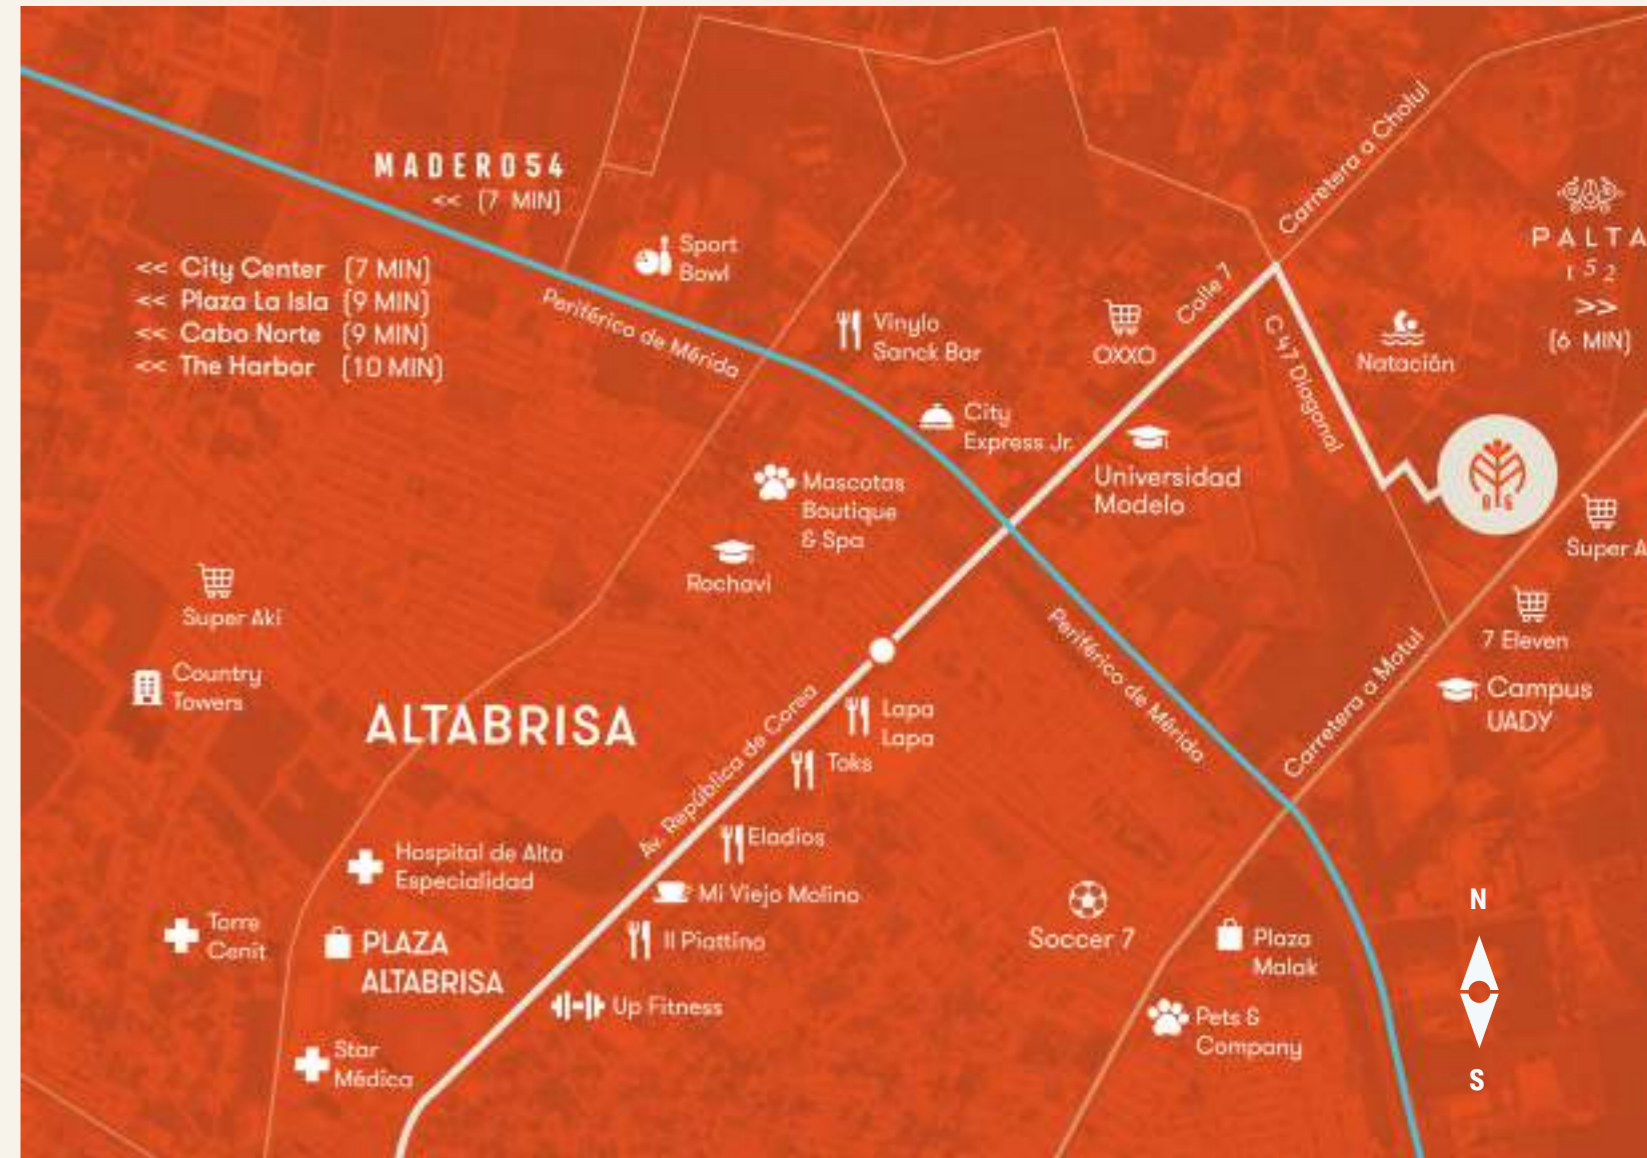 MADERO54
<< (7 MIN)
<< City Center (7 MIN)
<< Plaza La Isla (9 MIN)
<< Cabo Norte (9 MIN)
<< The Harbor (10 MIN)
Sport
Bowl
Periférico de Mérida
Vinylo
Sanck Bar
OXXO
Calle 7
Carretera a Cholul
C 47 Diagonal
Natación
PALTA
152
>>
(6 MIN)
City
Express Jr.
Universidad
Modelo
Mascotas
Boutique
& Spa
Rochavi
Super A
7 Eleven
Campus
UADY
Carretera a Motul
Periférico de Mérida
Super Aki
Country
Towers
ALTABRISA
Av. República de Corea
Lapa
Lapa
Toks
Eladios
Mi Viejo Molino
Il Piattino
Up Fitness
Hospital de Alta
Especialidad
Torre
Cenit
PLAZA
ALTABRISA
Star
Médica
Soccer 7
Plaza
Malak
Pets &
Company
N
S